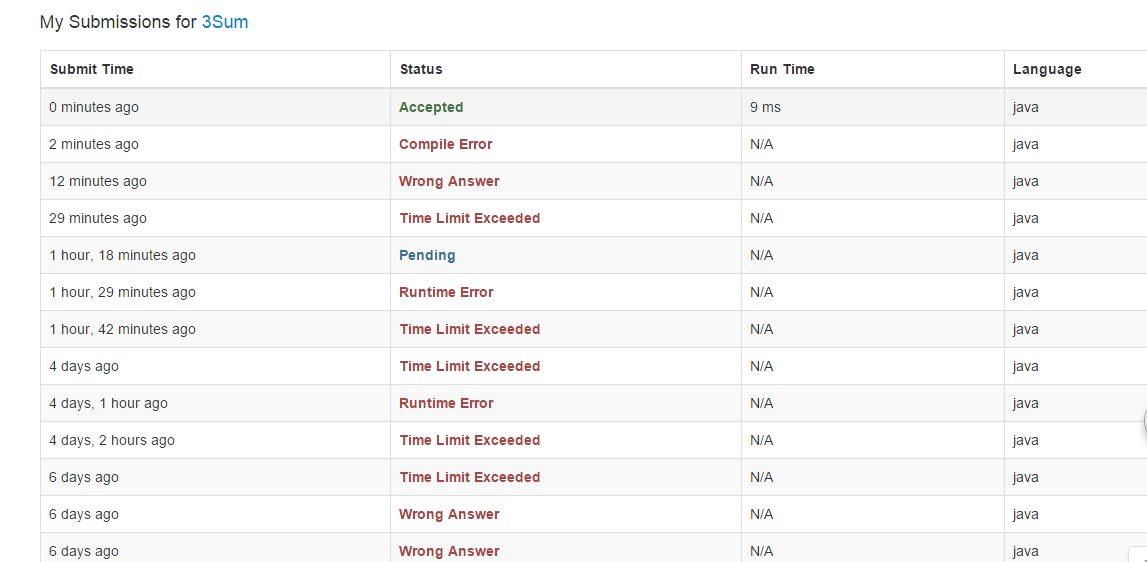 My Submissions for 3Sum
Submit Time Status Run Time Language
0 minutes ago Accepted 9 ms java
2 minutes ago Compile Error N/A java
12 minutes ago Wrong Answer N/A java
29 minutes ago Time Limit Exceeded N/A java
1 hour, 18 minutes ago Pending N/A java
1 hour, 29 minutes ago Runtime Error N/A java
1 hour, 42 minutes ago Time Limit Exceeded N/A java
4 days ago Time Limit Exceeded N/A java
4 days, 1 hour ago Runtime Error N/A java
4 days, 2 hours ago Time Limit Exceeded N/A java
6 days ago Time Limit Exceeded N/A java
6 days ago Wrong Answer N/A java
6 days ago Wrong Answer N/A java